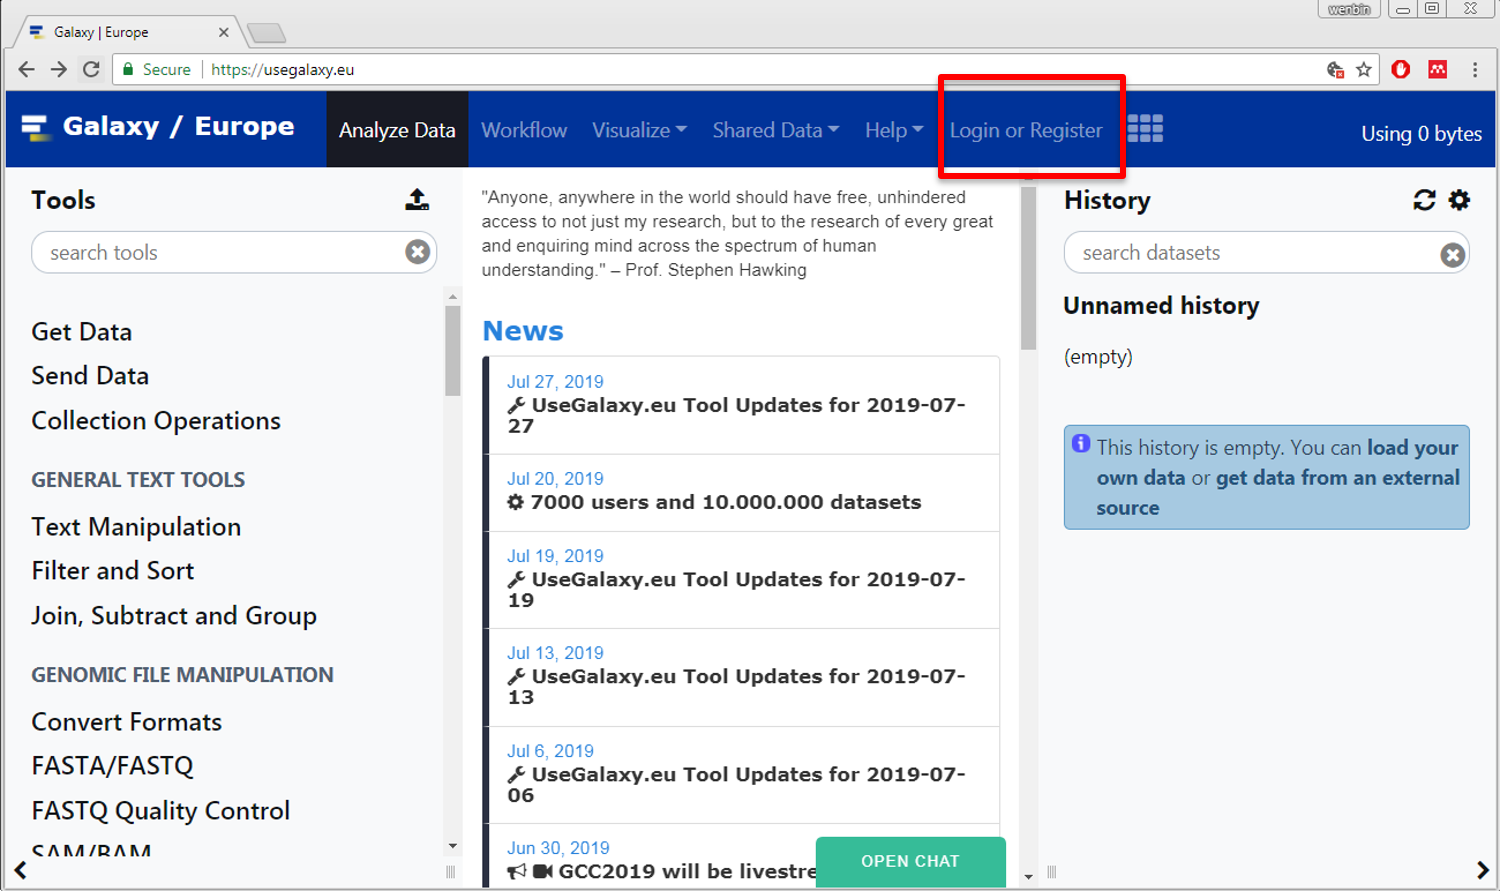 wenbin
Galaxy | Europe
Secure
https://usegalaxy.eu
Galaxy / Europe
Analyze Data
Workflow
Visualize
Shared Data
Help
Login or Register
Using 0 bytes
Tools
search tools
Get Data
Send Data
Collection Operations
GENERAL TEXT TOOLS
Text Manipulation
Filter and Sort
Join, Subtract and Group
GENOMIC FILE MANIPULATION
Convert Formats
FASTA/FASTQ
FASTQ Quality Control
SAM/BAM
"Anyone, anywhere in the world should have free, unhindered
access to not just my research, but to the research of every great
and enquiring mind across the spectrum of human
understanding." – Prof. Stephen Hawking
News
Jul 27, 2019
UseGalaxy.eu Tool Updates for 2019-07-
27
Jul 20, 2019
7000 users and 10.000.000 datasets
Jul 19, 2019
UseGalaxy.eu Tool Updates for 2019-07-
19
Jul 13, 2019
UseGalaxy.eu Tool Updates for 2019-07-
13
Jul 6, 2019
UseGalaxy.eu Tool Updates for 2019-07-
06
Jun 30, 2019
GCC2019 will be livestre
OPEN CHAT
History
search datasets
Unnamed history
(empty)
This history is empty. You can load your
own data or get data from an external
source